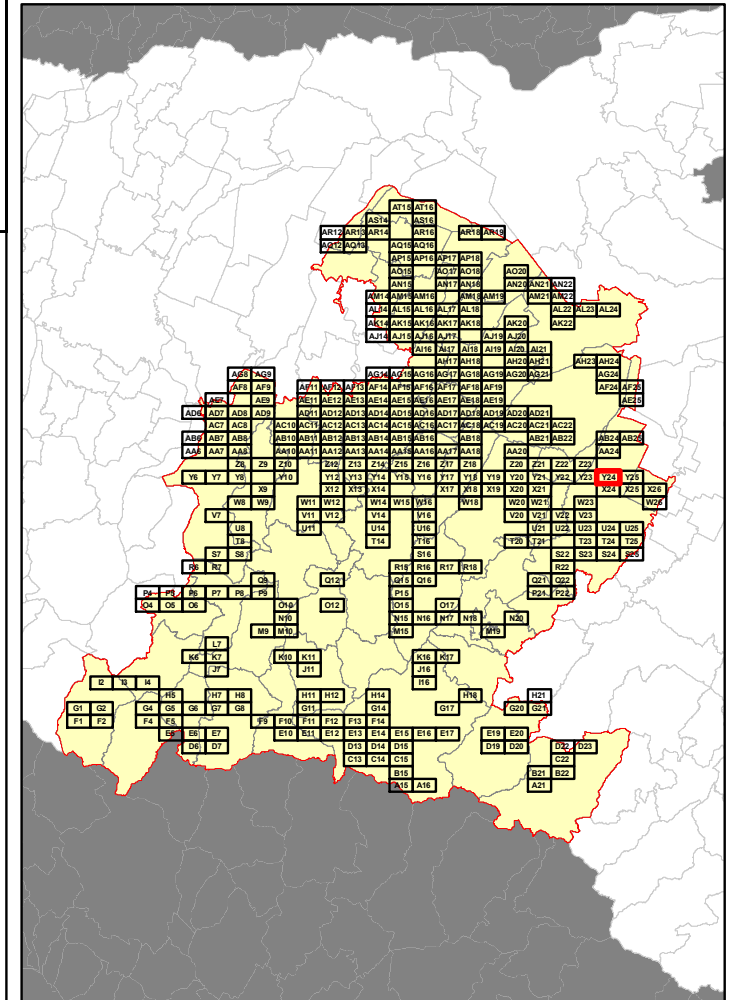 AT15 AT16
AS14 AS16
AR12 AR13 AR14 AR16 AR18 AR19
AQ12 AQ13 AQ15 AQ16
AP15 AP16 AP17 AP18
AO15 AO17 AO18 AO20
AN15 AN17 AN18 AN20 AN21 AN22
AM14 AM15 AM16 AM18 AM19 AM21 AM22
AL14 AL15 AL16 AL17 AL18 AL22 AL23 AL24
AK14 AK15 AK16 AK17 AK18 AK20 AK22
AJ14 AJ15 AJ16 AJ17 AJ19 AJ20
AI16 AI17 AI18 AI19 AI20 AI21
AH17 AH18 AH20 AH21 AH23 AH24
AG8 AG9 AG14 AG15 AG16 AG17 AG18 AG19 AG20 AG21 AG24
AF8 AF9 AF11 AF12 AF13 AF14 AF15 AF16 AF17 AF18 AF19 AF24 AF25
AE7 AE9 AE11 AE12 AE13 AE14 AE15 AE16 AE17 AE18 AE19 AE25
AD6 AD7 AD8 AD9 AD11 AD12 AD13 AD14 AD15 AD16 AD17 AD18 AD19 AD20 AD21
AC7 AC8 AC10 AC11 AC12 AC13 AC14 AC15 AC16 AC17 AC18 AC19 AC20 AC21 AC22
AB6 AB7 AB8 AB10 AB11 AB12 AB13 AB14 AB15 AB16 AB18 AB21 AB22 AB24 AB25
AA6 AA7 AA8 AA10 AA11 AA12 AA13 AA14 AA15 AA16 AA18 AA20 AA24
Z8 Z9 Z10 Z12 Z13 Z14 Z15 Z16 Z17 Z18 Z20 Z21 Z22 Z23
Y6 Y7 Y8 Y10 Y12 Y13 Y14 Y15 Y16 Y17 Y18 Y19 Y20 Y21 Y22 Y23 Y24 Y25
X9 X12 X13 X14 X17 X18 X19 X20 X21 X24 X25 X26
W8 W9 W11 W12 W14 W15 W16 W18 W20 W21 W22 W23 W26
V7 V11 V12 V14 V16 V20 V21 V22 V23
U8 U11 U14 U16 U21 U22 U23 U24 U25
T8 T14 T16 T20 T21 T23 T24 T25
S7 S8 S16 S22 S23 S24 S25
R6 R7 R15 R16 R17 R18 R22
Q9 Q12 Q15 Q16 Q21 Q22
P4 P5 P6 P7 P8 P9 P15 P21 P22
O4 O5 O6 O10 O12 O15 O17
N10 N15 N16 N17 N18 N20
M9 M10 M15 M19
L7
K6 K7 K10 K11 K16 K17
J7 J11 J16
I2 I3 I4 I16
H5 H7 H8 H11 H12 H14 H18 H21
G1 G2 G4 G5 G6 G7 G8 G11 G14 G17 G20 G21
F1 F2 F4 F5 F9 F10 F11 F12 F13 F14
E5 E6 E7 E10 E11 E12 E13 E14 E15 E16 E17 E19 E20
D6 D7 D13 D14 D15 D19 D20 D22 D23
C13 C14 C15 C22
B15 B21 B22
A15 A16 A21